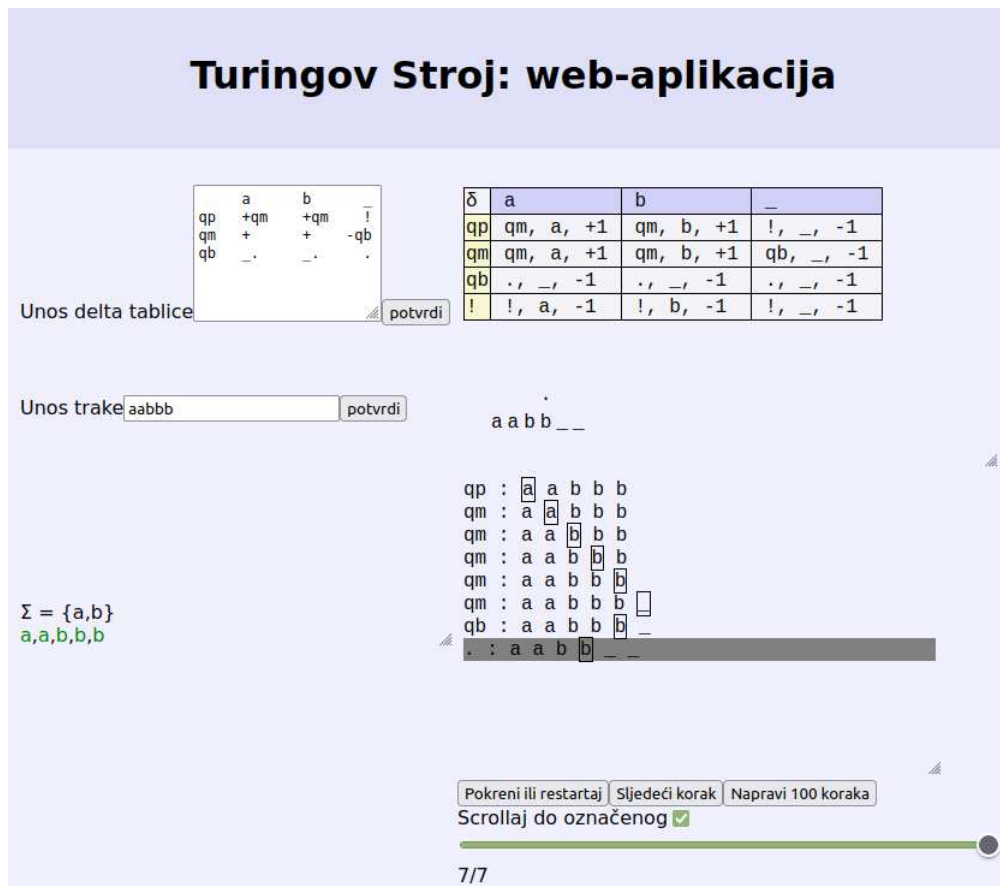 Turingov Stroj: web-aplikacija
a b _
qp +qm +qm !
qm + + -qb
qb _. _. .
Unos delta tablice
potvrdi
δ a b _
qp qm, a, +1 qm, b, +1 !, _, -1
qm qm, a, +1 qm, b, +1 qb, _, -1
qb ., _, -1 ., _, -1 ., _, -1
! !, a, -1 !, b, -1 !, _, -1
Unos trake aabbb potvrdi
.
a a b b _ _
qp : a a b b b
qm : a a b b b
qm : a a b b b
qm : a a b b b
qm : a a b b b
qm : a a b b b _
qb : a a b b b _
. : a a b b _ _
Σ = {a,b}
a,a,b,b,b
Pokreni ili restartaj Sljedeći korak Napravi 100 koraka
Scrollaj do označenog
7/7